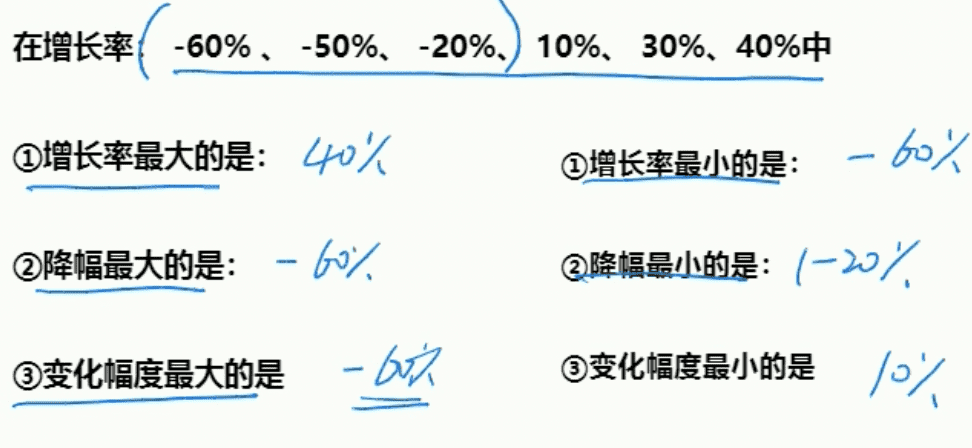 在增长率（-60%、-50%、-20%、）10%、30%、40%中
①增长率最大的是：40%
①增长率最小的是：-60%
②降幅最大的是：-60%
②降幅最小的是：-20%
③变化幅度最大的是 -60%
③变化幅度最小的是 10%